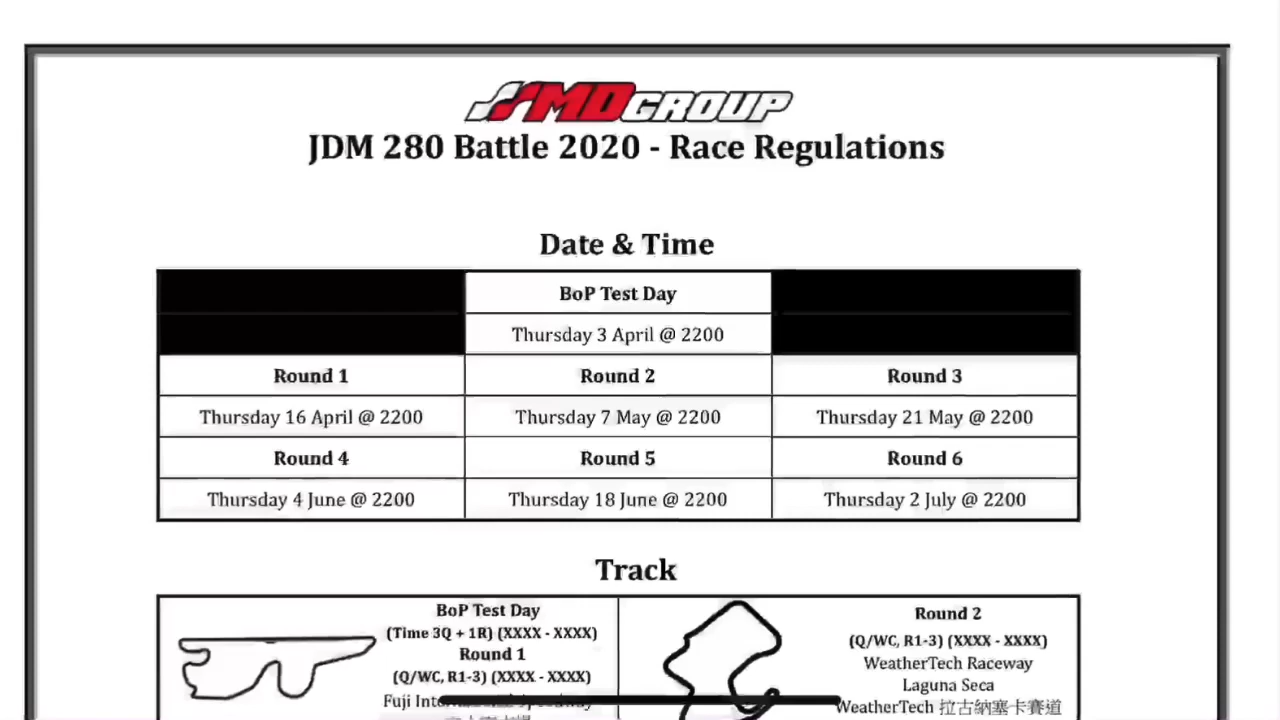 MDGROUP
JDM 280 Battle 2020 - Race Regulations
Date & Time
BoP Test Day
Thursday 3 April @ 2200
Round 1
Round 2
Round 3
Thursday 16 April @ 2200
Thursday 7 May @ 2200
Thursday 21 May @ 2200
Round 4
Round 5
Round 6
Thursday 4 June @ 2200
Thursday 18 June @ 2200
Thursday 2 July @ 2200
Track
BoP Test Day
(Time 3Q + 1R) (XXXX - XXXX)
Round 1
(Q/WC, R1-3) (XXXX - XXXX)
Fuji
Round 2
(Q/WC, R1-3) (XXXX - XXXX)
WeatherTech Raceway
Laguna Seca
WeatherTech 拉古納塞卡賽道